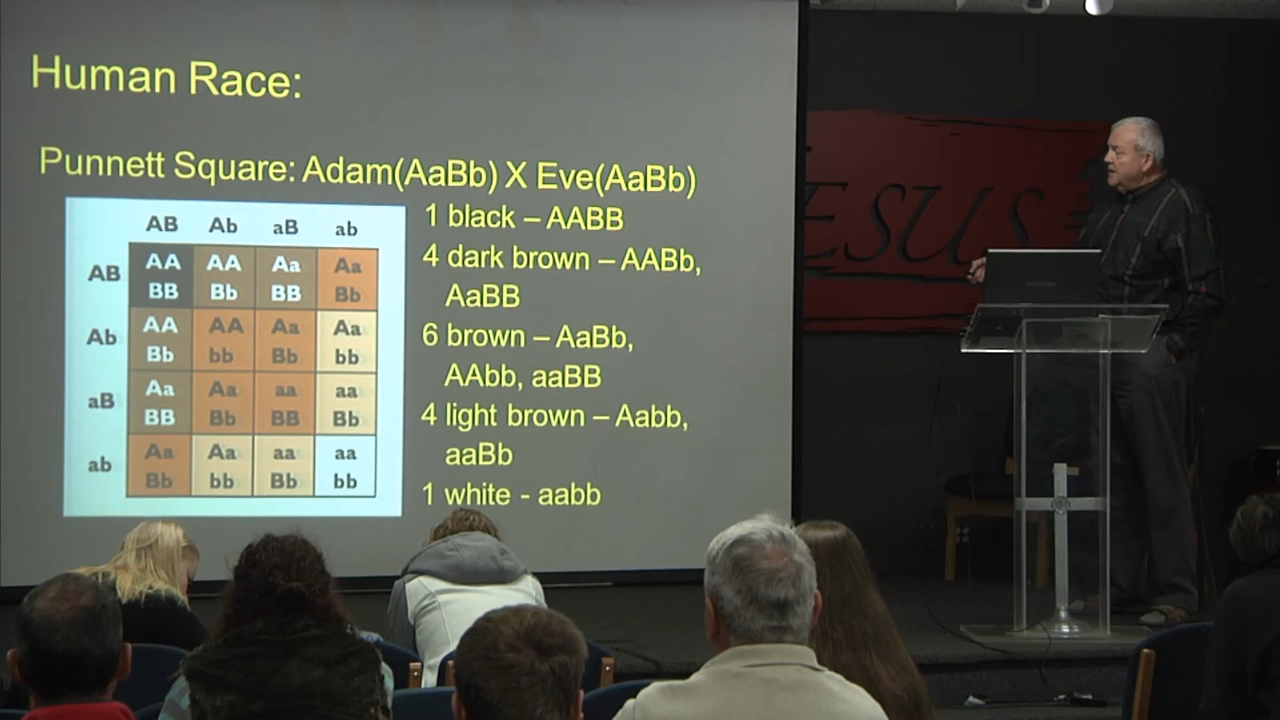 Human Race:
Punnett Square: Adam(AaBb) X Eve(AaBb)
AB Ab aB ab
AB AA AA Aa Aa
BB Bb BB Bb
Ab AA AA Aa Aa
Bb bb Bb bb
aB Aa Aa aa aa
BB Bb BB Bb
ab Aa Aa aa aa
Bb bb Bb bb
1 black – AABB
4 dark brown – AABb,
AaBB
6 brown – AaBb,
AAbb, aaBB
4 light brown – Aabb,
aaBb
1 white - aabb
ESUS